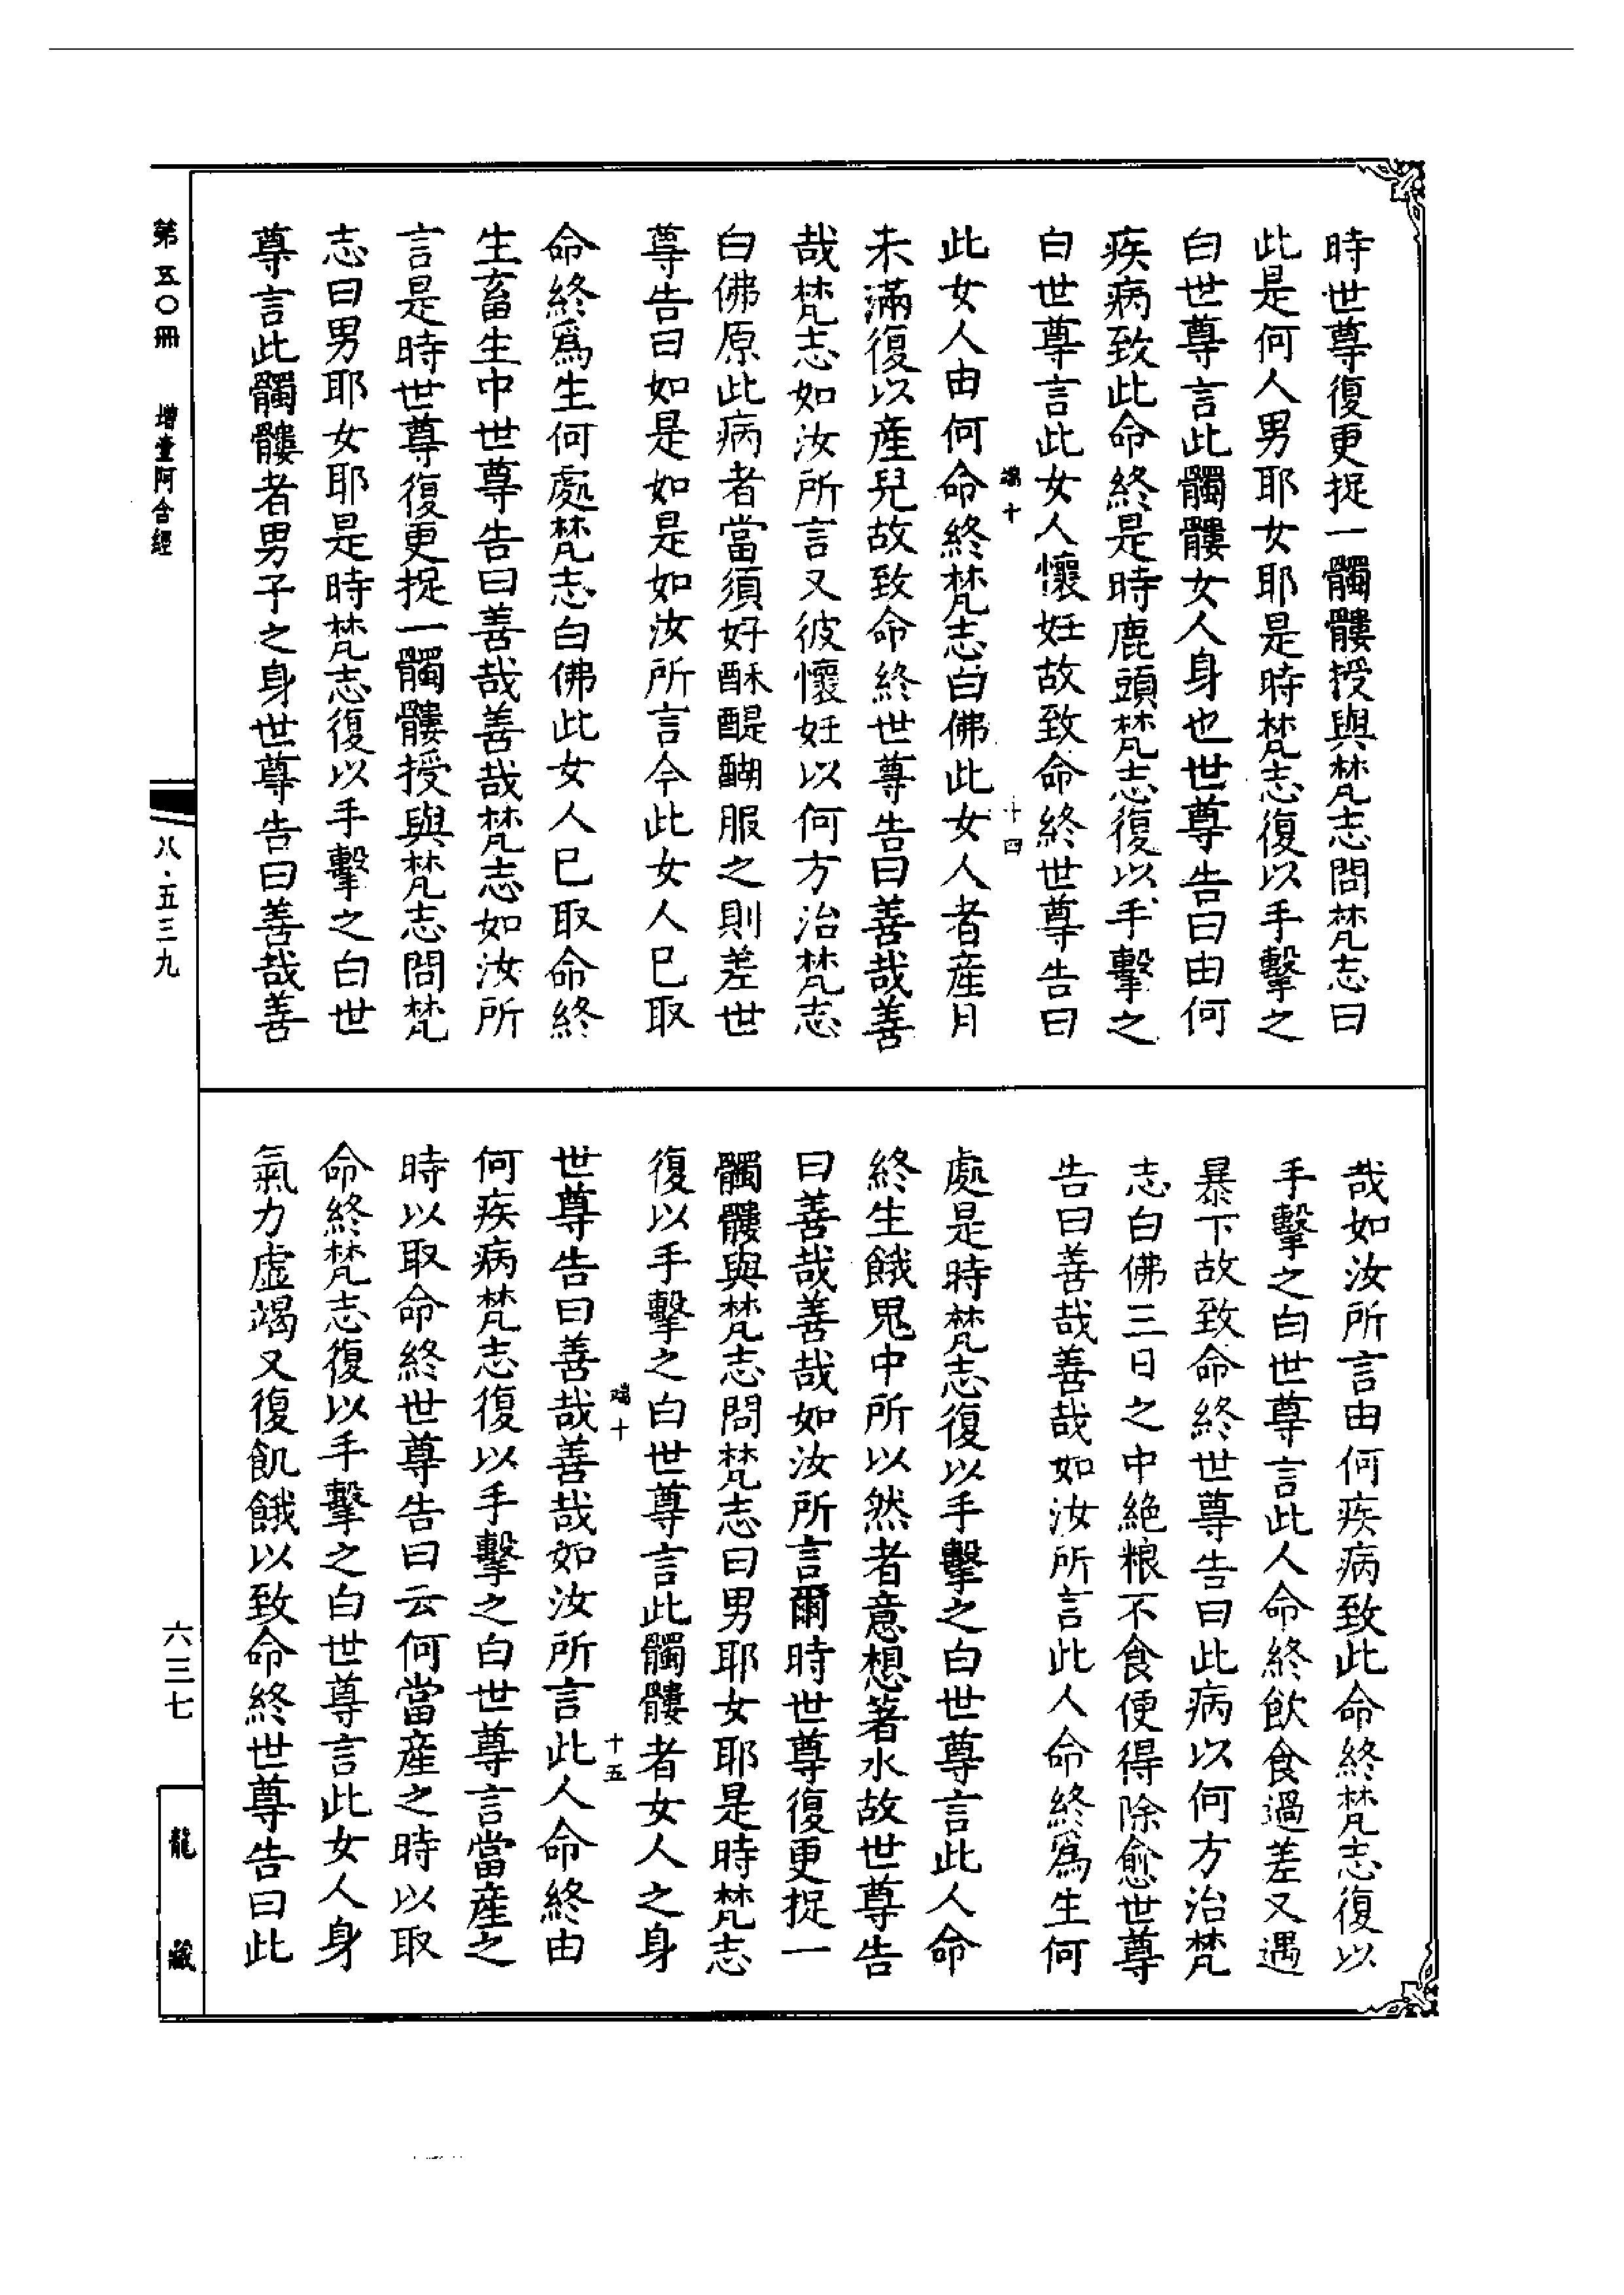 時世尊復更捉一髑髏授與梵志問梵志曰
此是何人男耶女耶是時梵志復以手擊之
白世尊言此髑髏女人身也世尊告曰由何
疾病致此命終是時鹿頭梵志復以手擊之
白世尊言此女人懷妊故致命終世尊告曰
端十
十四
此女人由何命終梵志白佛此女人者產月
未滿復以產兒故致命終世尊告曰善哉善
哉梵志如汝所言又彼懷妊以何方治梵志
白佛原此病者當須好酥醍醐服之則差世
尊告曰如是如是如汝所言今此女人已取
命終爲生何處梵志白佛此女人已取命終
生畜生中世尊告曰善哉善哉梵志如汝所
言是時世尊復更捉一髑髏授與梵志問梵
志曰男耶女耶是時梵志復以手擊之白世
尊言此髑髏者男子之身世尊告曰善哉善
哉如汝所言由何疾病致此命終梵志復以
手擊之白世尊言此人命終飲食過差又遇
暴下故致命終世尊告曰此病以何方治梵
志白佛三日之中絶粮不食便得除愈世尊
告曰善哉善哉如汝所言此人命終爲生何
處是時梵志復以手擊之白世尊言此人命
終生餓鬼中所以然者意想著水故世尊告
曰善哉善哉如汝所言爾時世尊復更捉一
髑髏與梵志問梵志曰男耶女耶是時梵志
復以手擊之白世尊言此髑髏者女人之身
端十
十五
世尊告曰善哉善哉如汝所言此人命終由
何疾病梵志復以手擊之白世尊言當產之
時以取命終世尊告曰云何當產之時以取
命終梵志復以手擊之白世尊言此女人身
氣力虛竭又復飢餓以致命終世尊告曰此
第五〇冊　增壹阿含經
八·五三九
六三七
龍藏